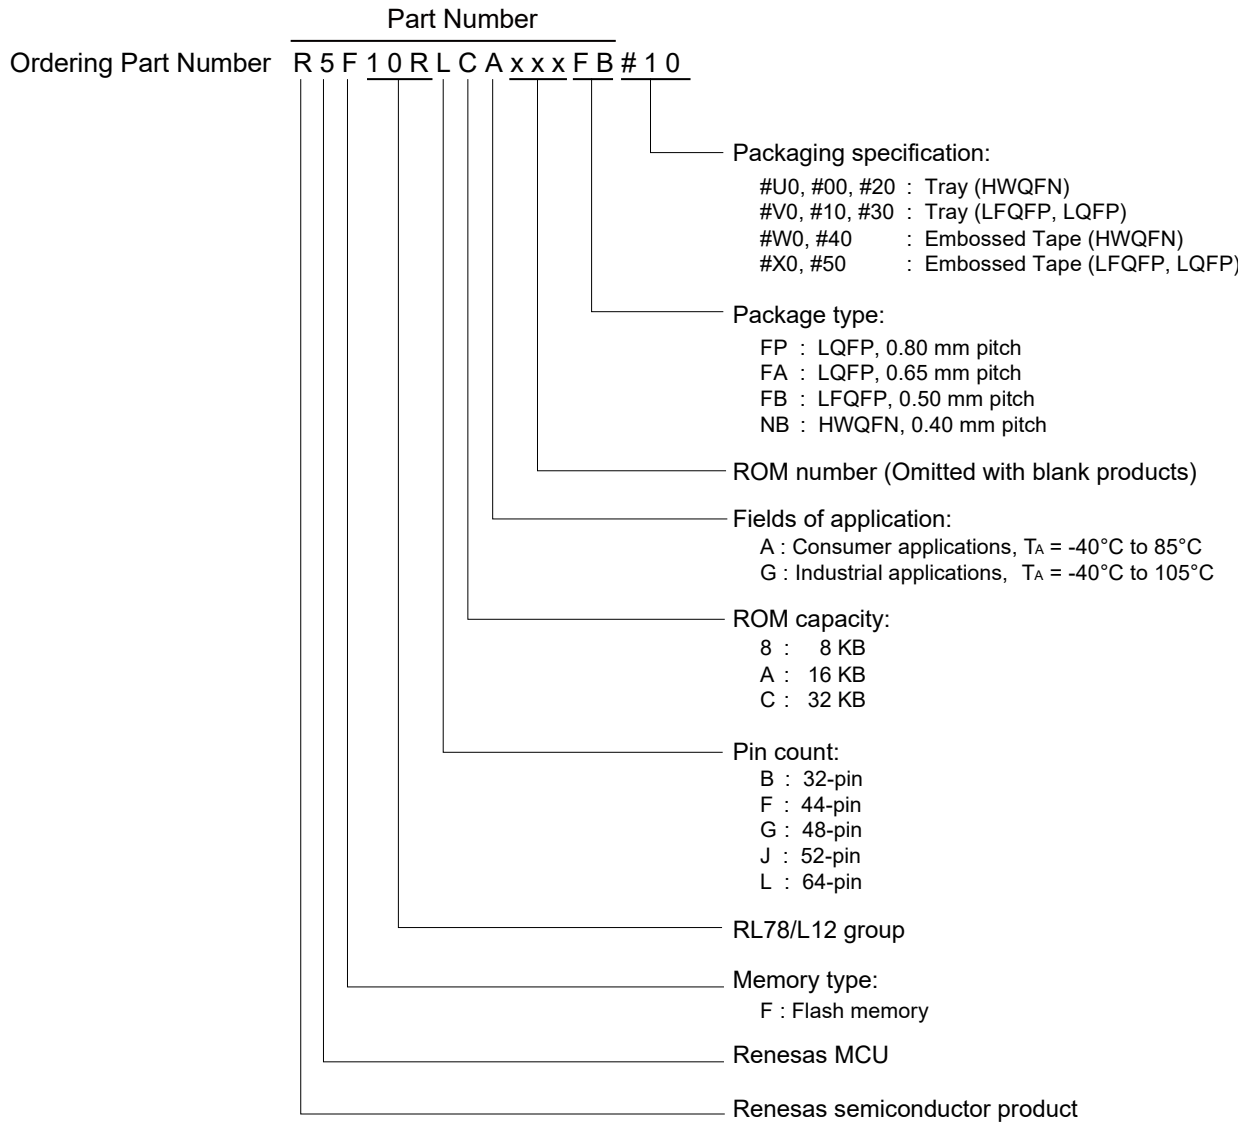 Part Number
Ordering Part Number R 5 F 1 0 R L C A x x x F B # 1 0
Packaging specification:
#U0, #00, #20 : Tray (HWQFN)
#V0, #10, #30 : Tray (LFQFP, LQFP)
#W0, #40 : Embossed Tape (HWQFN)
#X0, #50 : Embossed Tape (LFQFP, LQFP)
Package type:
FP : LQFP, 0.80 mm pitch
FA : LQFP, 0.65 mm pitch
FB : LFQFP, 0.50 mm pitch
NB : HWQFN, 0.40 mm pitch
ROM number (Omitted with blank products)
Fields of application:
A : Consumer applications, TA = -40°C to 85°C
G : Industrial applications, TA = -40°C to 105°C
ROM capacity:
8 : 8 KB
A : 16 KB
C : 32 KB
Pin count:
B : 32-pin
F : 44-pin
G : 48-pin
J : 52-pin
L : 64-pin
RL78/L12 group
Memory type:
F : Flash memory
Renesas MCU
Renesas semiconductor product